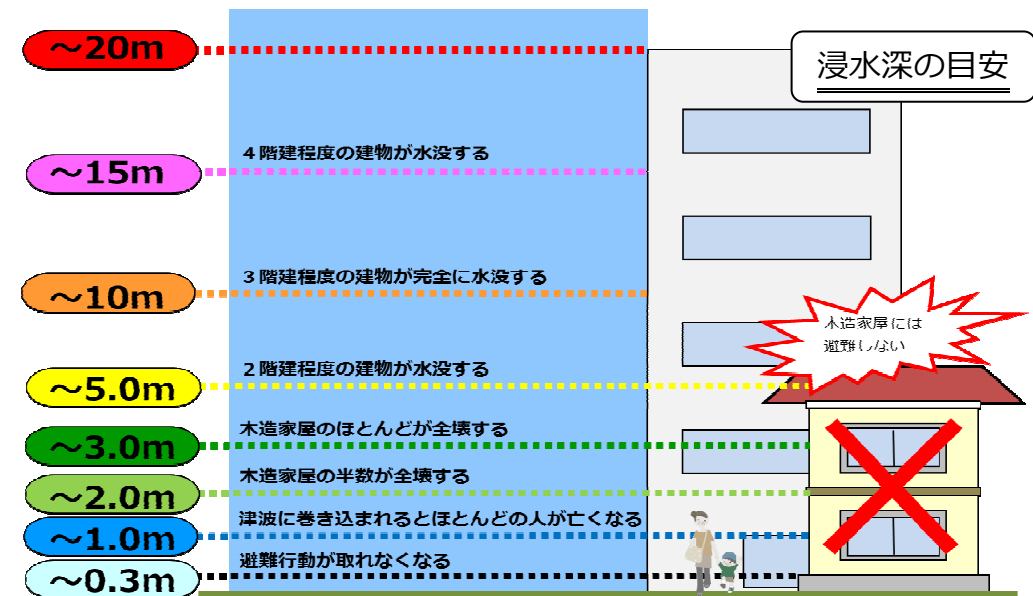 ～20m
浸水深の目安
４階建程度の建物が水没する
～15m
３階建程度の建物が完全に水没する
～10m
木造家屋には
避難しない
２階建程度の建物が水没する
～5.0m
木造家屋のほとんどが全壊する
～3.0m
木造家屋の半数が全壊する
～2.0m
津波に巻き込まれるとほとんどの人が亡くなる
～1.0m
避難行動が取れなくなる
～0.3m